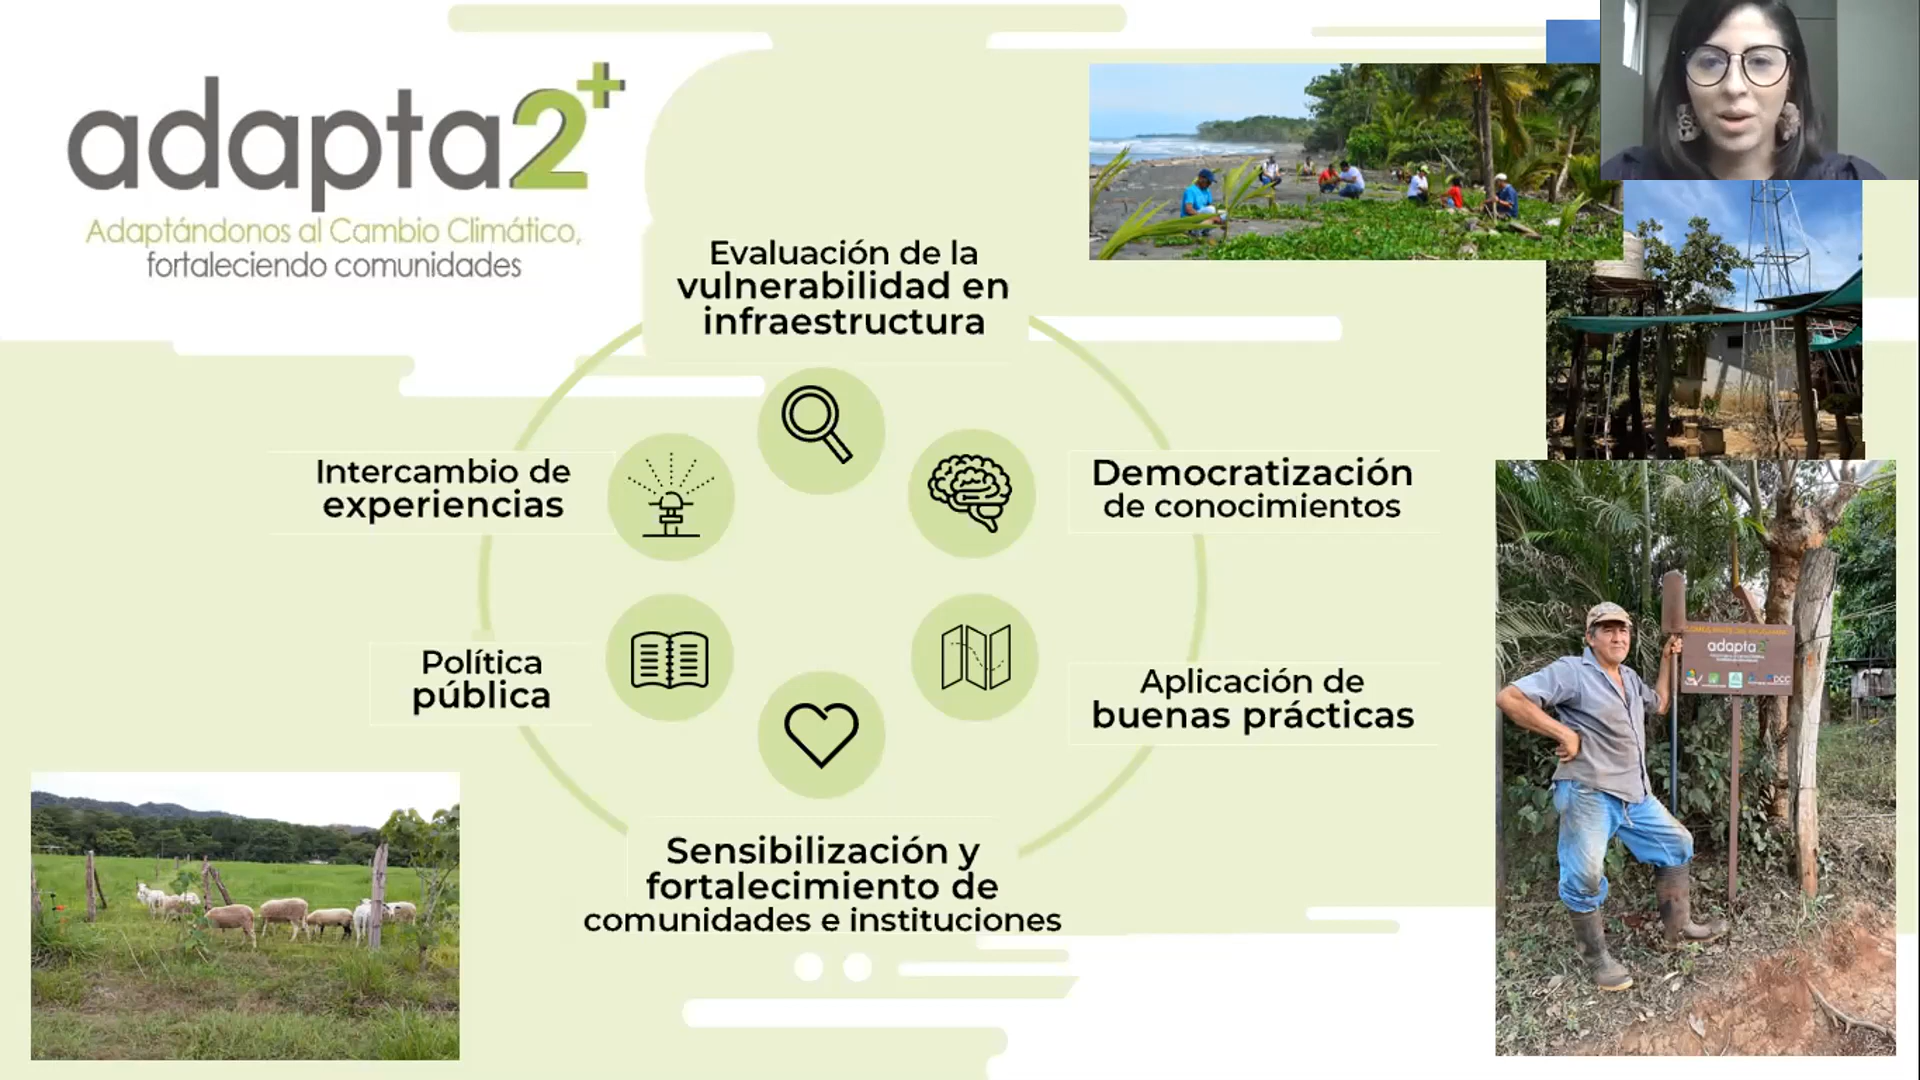 adapta2+
Adaptándonos al Cambio Climático,
fortaleciendo comunidades
Evaluación de la
vulnerabilidad en
infraestructura
Intercambio de
experiencias
Democratización
de conocimientos
Política
pública
Aplicación de
buenas prácticas
Sensibilización y
fortalecimiento de
comunidades e instituciones
adapta2+